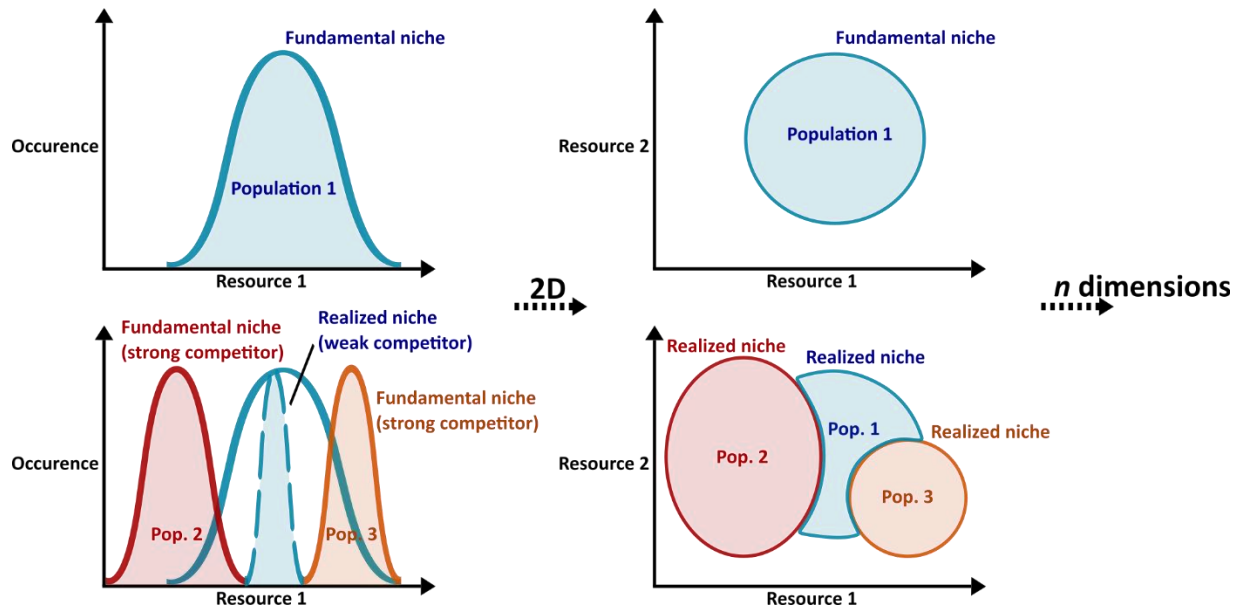 Fundamental niche
Occurence
Population 1
Resource 1
Fundamental niche
Resource 2
Population 1
Resource 1
2D
n dimensions
Fundamental niche
(strong competitor)
Realized niche
(weak competitor)
Fundamental niche
(strong competitor)
Occurence
Pop. 2
Pop. 3
Resource 1
Realized niche
Realized niche
Realized niche
Resource 2
Pop. 1
Pop. 2
Pop. 3
Resource 1